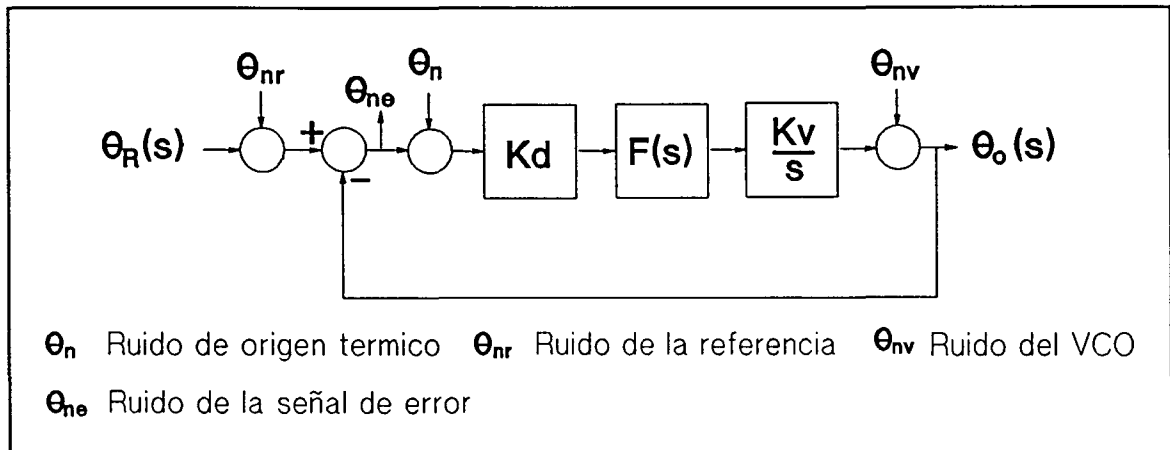 θnr
θne
θn
θnv
θR(s)
+
-
Kd
F(s)
Kv
s
θo(s)
θn Ruido de origen termico θnr Ruido de la referencia θnv Ruido del VCO
θne Ruido de la señal de error